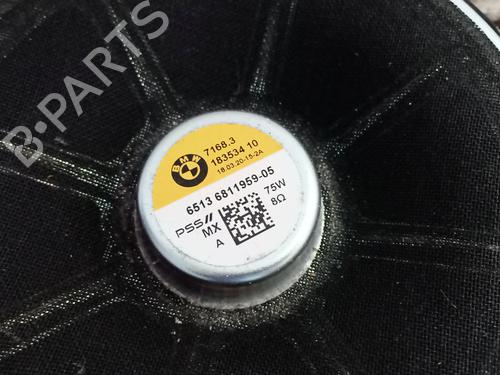 B-PARTS
BMW
7168.3
183534 10
18.03.20-15-2A
6513 6811959-05
PSS//
MX
A
75W
8Ω